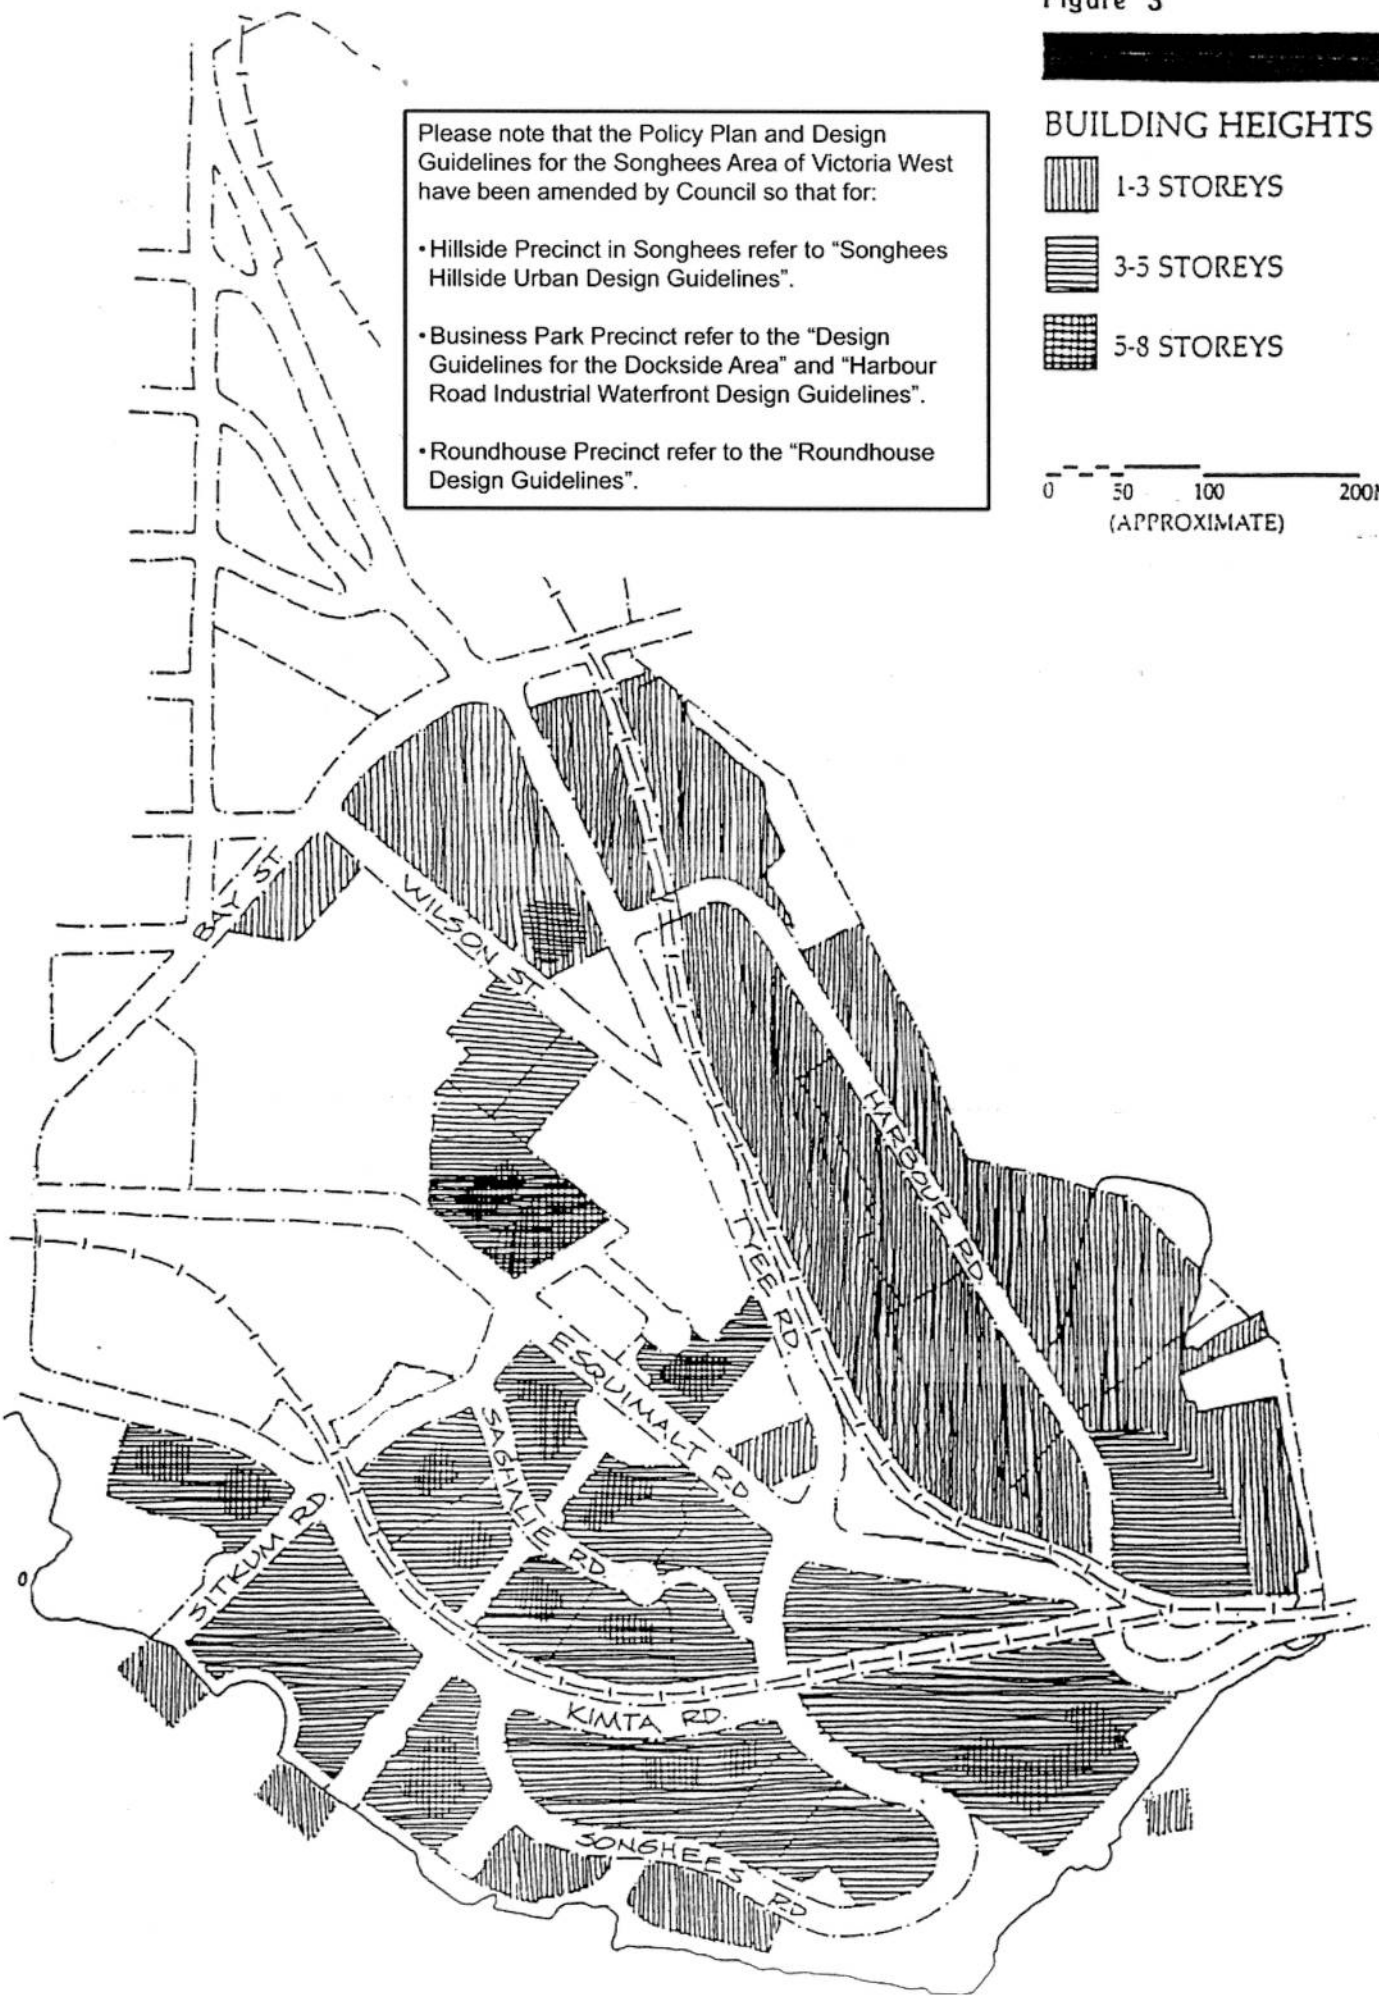 Figure 3
BUILDING HEIGHTS
1-3 STOREYS
3-5 STOREYS
5-8 STOREYS
0 50 100 200M
(APPROXIMATE)
Please note that the Policy Plan and Design
Guidelines for the Songhees Area of Victoria West
have been amended by Council so that for:
•Hillside Precinct in Songhees refer to “Songhees
Hillside Urban Design Guidelines”.
•Business Park Precinct refer to the “Design
Guidelines for the Dockside Area” and “Harbour
Road Industrial Waterfront Design Guidelines”.
•Roundhouse Precinct refer to the “Roundhouse
Design Guidelines”.
BAY ST
WILSON ST.
HARBOUR RD
TYEE RD
ESQUIMALT RD
SAGHALIE RD
SITKUM RD
KIMTA RD.
SONGHEES RD